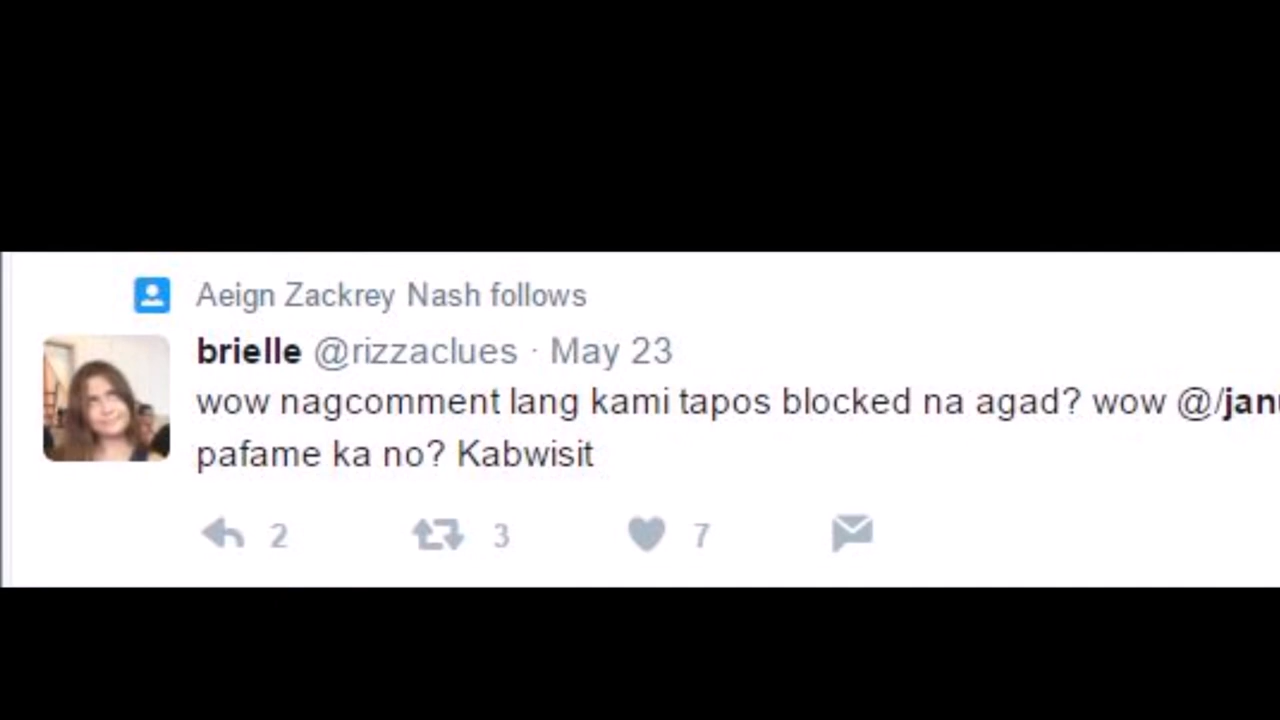 Aeign Zackrey Nash follows
brielle @rizzaclues · May 23
wow nagcomment lang kami tapos blocked na agad? wow
pafame ka no? Kabwisit
2 3 7